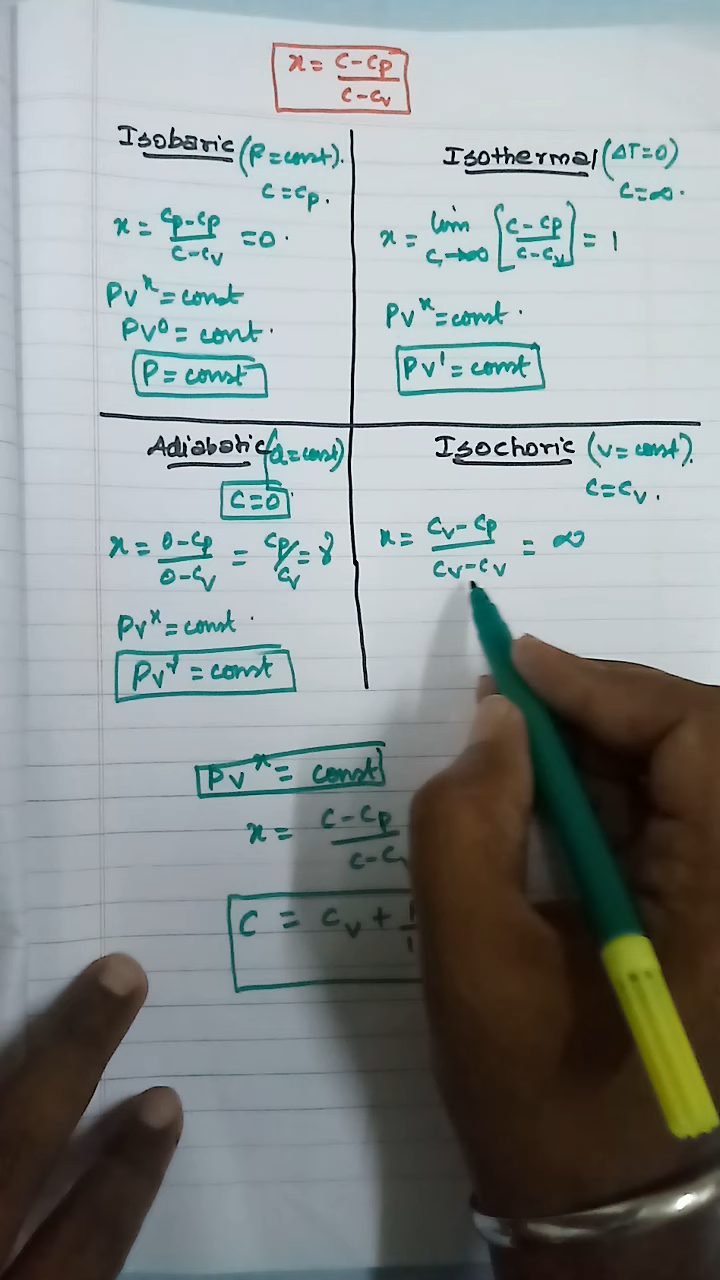 x = C-Cp/C-Cv
Isobaric (P=const).
C=Cp.
x = Cp-Cp/C-Cv = 0.
Pv^x = const
Pv^0 = cont.
P = const
Isothermal (ΔT=0)
C=∞.
x = lim C→∞ [C-Cp/C-Cv] = 1
Pv^x = const.
Pv^1 = const
Adiabatic (Q=const)
C=0.
x = 0-Cp/0-Cv = Cp/Cv = γ
Pv^x = const.
Pv^γ = const
Isochoric (V=const).
C=Cv.
x = Cv-Cp/Cv-Cv = ∞
Pv^x = const
x = C-Cp/C-C
C = Cv +